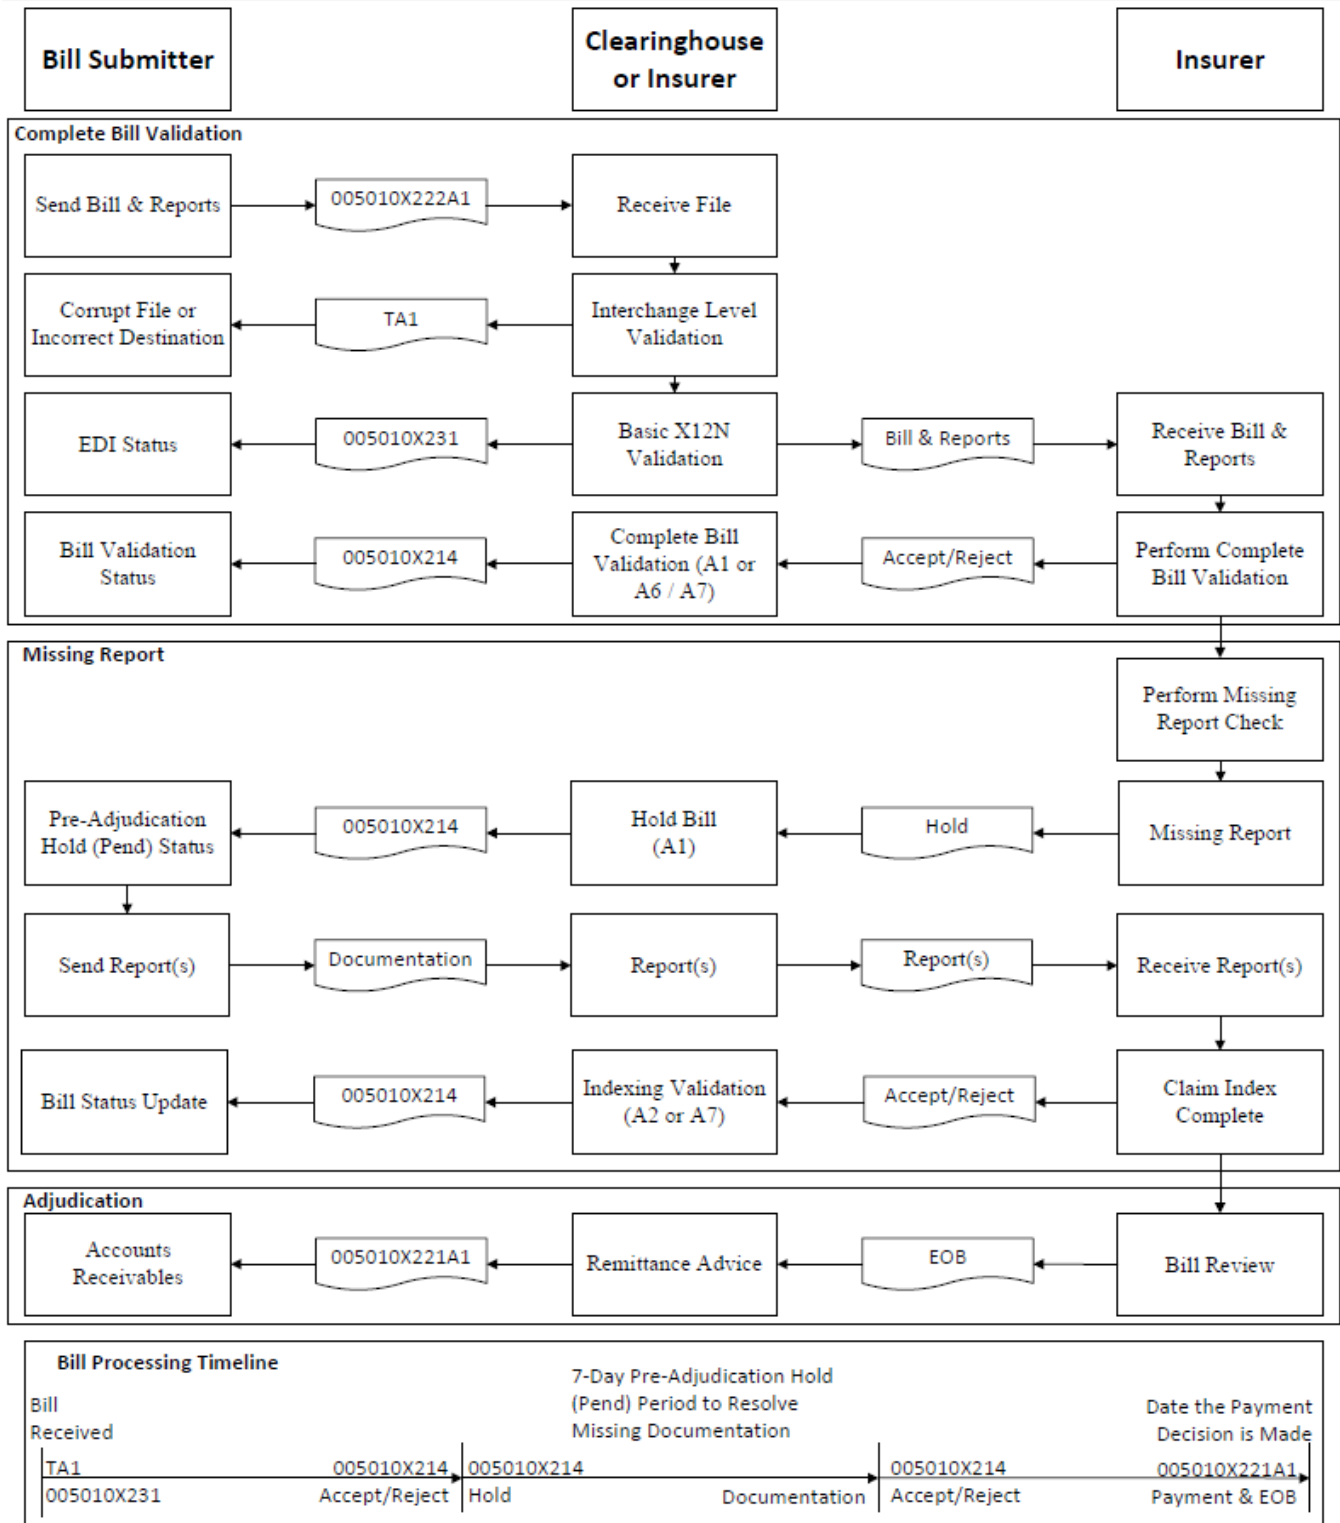 Bill Submitter
Clearinghouse
or Insurer
Insurer
Complete Bill Validation
Send Bill & Reports
005010X222A1
Receive File
Corrupt File or
Incorrect Destination
TA1
Interchange Level
Validation
EDI Status
005010X231
Basic X12N
Validation
Bill & Reports
Receive Bill &
Reports
Bill Validation
Status
005010X214
Complete Bill
Validation (A1 or
A6 / A7)
Accept/Reject
Perform Complete
Bill Validation
Missing Report
Perform Missing
Report Check
Pre-Adjudication
Hold (Pend) Status
005010X214
Hold Bill
(A1)
Hold
Missing Report
Send Report(s)
Documentation
Report(s)
Report(s)
Receive Report(s)
Bill Status Update
005010X214
Indexing Validation
(A2 or A7)
Accept/Reject
Claim Index
Complete
Adjudication
Accounts
Receivables
005010X221A1
Remittance Advice
EOB
Bill Review
Bill Processing Timeline
Bill
Received
7-Day Pre-Adjudication Hold
(Pend) Period to Resolve
Missing Documentation
Date the Payment
Decision is Made
TA1
005010X214
005010X214
005010X214
005010X221A1
005010X231
Accept/Reject
Hold
Documentation
Accept/Reject
Payment & EOB